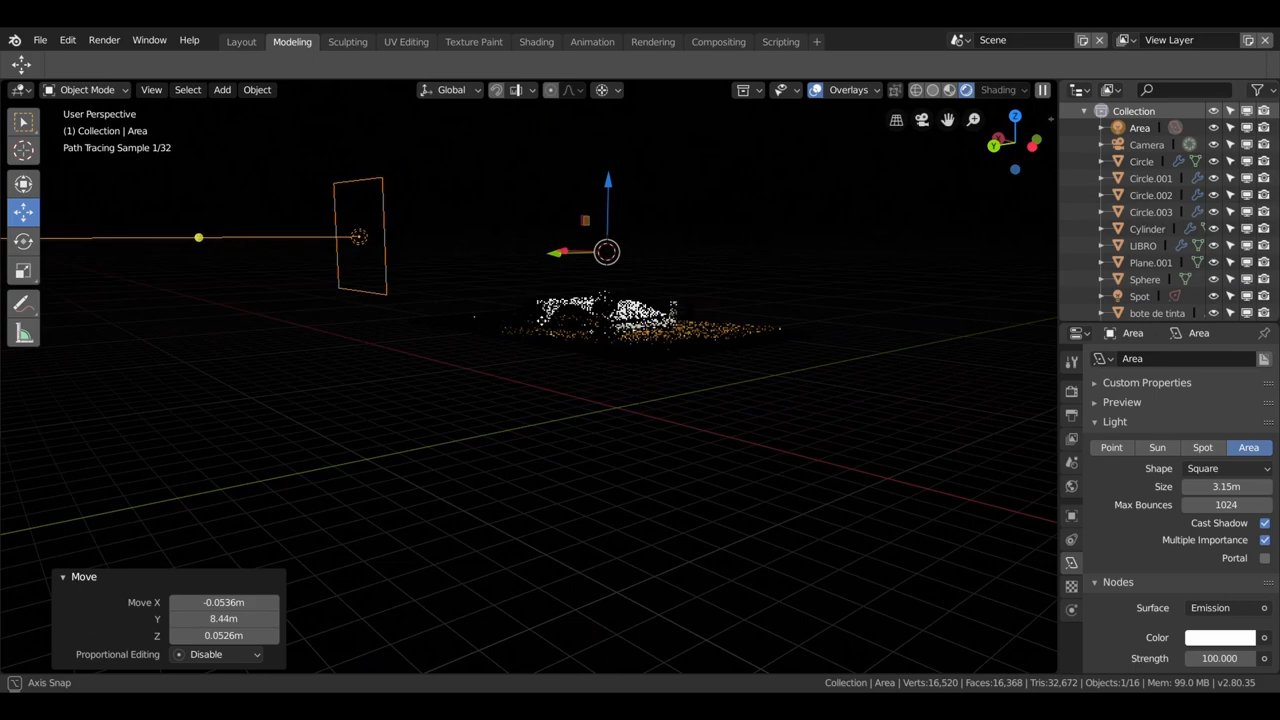 File Edit Render Window Help Layout Modeling Sculpting UV Editing Texture Paint Shading Animation Rendering Compositing Scripting + Scene View Layer
Object Mode View Select Add Object Global Overlays Shading
User Perspective
(1) Collection | Area
Path Tracing Sample 1/32
Z
Y
Collection
Area
Camera
Circle
Circle.001
Circle.002
Circle.003
Cylinder
LIBRO
Plane.001
Sphere
Spot
bote de tinta
Area Area
Area
Custom Properties
Preview
Light
Point Sun Spot Area
Shape Square
Size 3.15m
Max Bounces 1024
Cast Shadow
Multiple Importance
Portal
Nodes
Surface Emission
Color
Strength 100.000
Move
Move X -0.0536m
Y 8.44m
Z 0.0526m
Proportional Editing Disable
Axis Snap
Collection | Area | Verts:16,520 | Faces:16,368 | Tris:32,672 | Objects:1/16 | Mem: 99.0 MB | v2.80.35